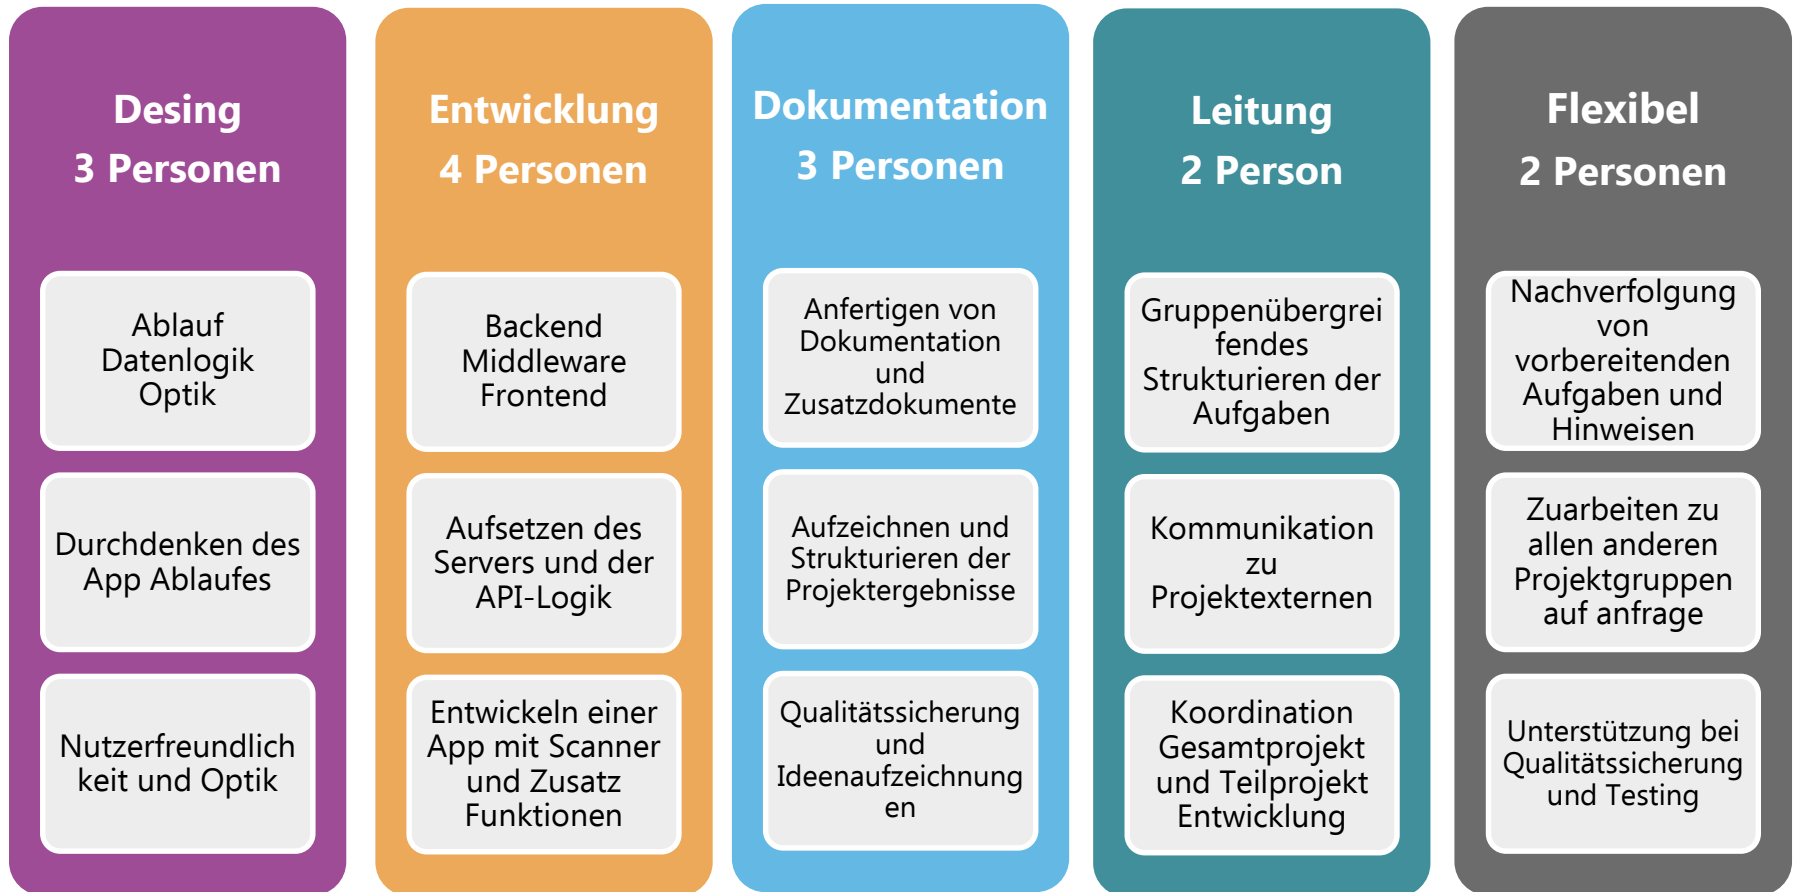 Desing
3 Personen
Ablauf
Datenlogik
Optik
Durchdenken des
App Ablaufes
Nutzerfreundlich
keit und Optik
Entwicklung
4 Personen
Backend
Middleware
Frontend
Aufsetzen des
Servers und der
API-Logik
Entwickeln einer
App mit Scanner
und Zusatz
Funktionen
Dokumentation
3 Personen
Anfertigen von
Dokumentation
und
Zusatzdokumente
Aufzeichnen und
Strukturieren der
Projektergebnisse
Qualitätssicherung
und
Ideenaufzeichnung
en
Leitung
2 Person
Gruppenübergrei
fendes
Strukturieren der
Aufgaben
Kommunikation
zu
Projektexternen
Koordination
Gesamtprojekt
und Teilprojekt
Entwicklung
Flexibel
2 Personen
Nachverfolgung
von
vorbereitenden
Aufgaben und
Hinweisen
Zuarbeiten zu
allen anderen
Projektgruppen
auf anfrage
Unterstützung bei
Qualitätssicherung
und Testing